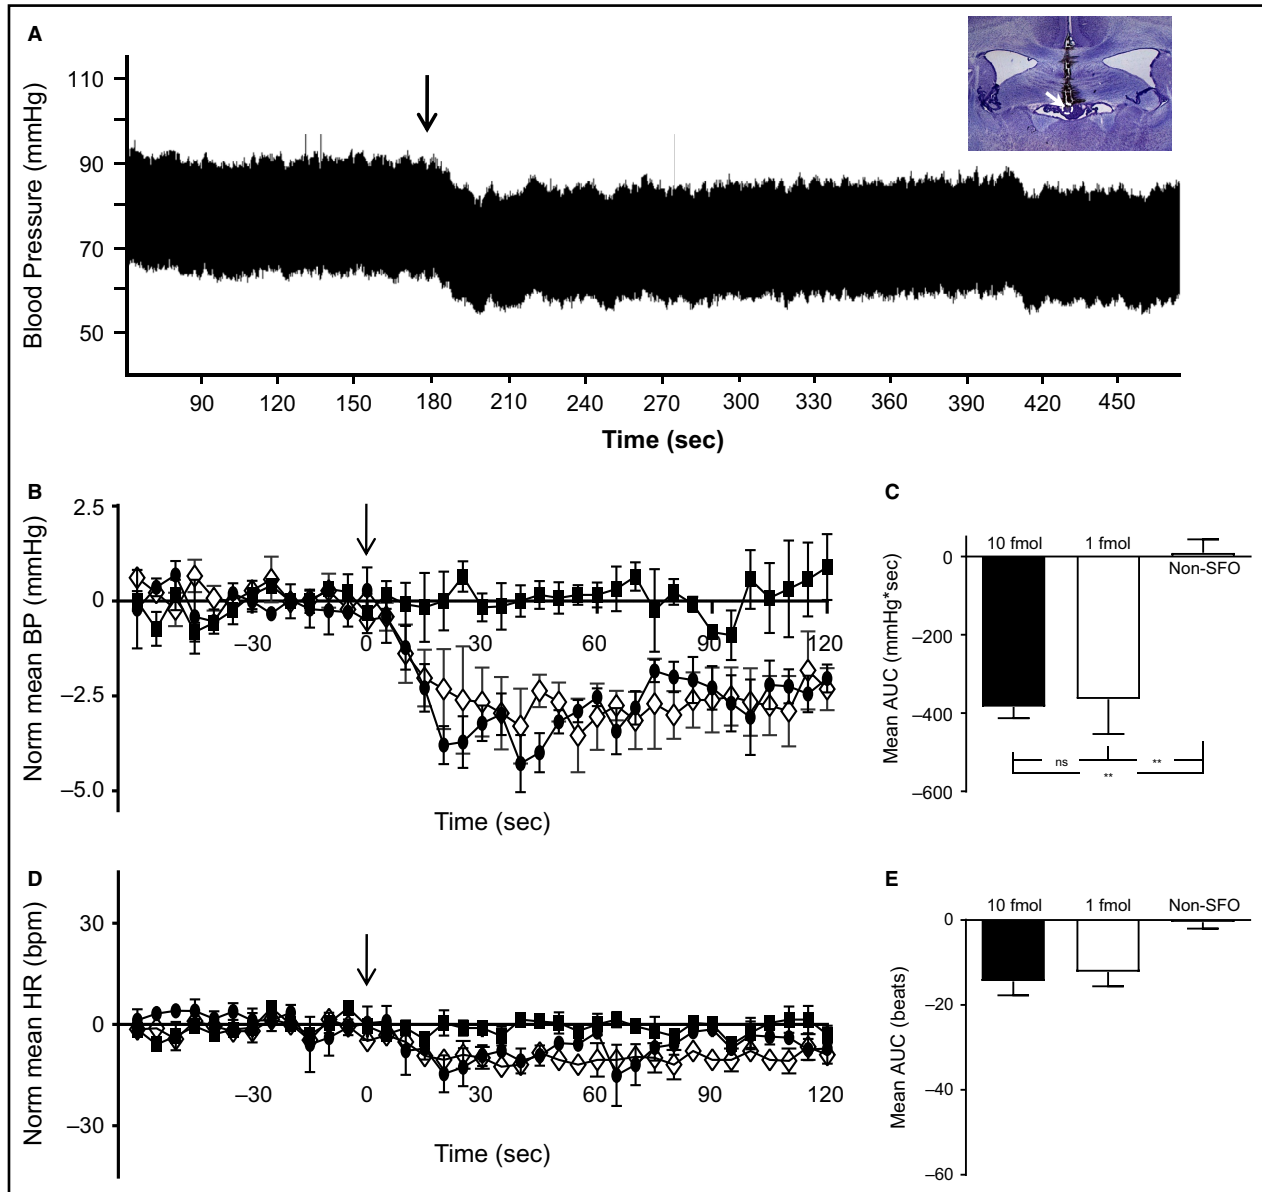 A
Blood Pressure (mmHg)
110
90
70
50
90 120 150 180 210 240 270 300 330 360 390 420 450
Time (sec)
B
Norm mean BP (mmHg)
2.5
0
–2.5
–5.0
–30 0 30 60 90 120
Time (sec)
C
Mean AUC (mmHg*sec)
10 fmol 1 fmol
Non-SFO
0
–200
–400
–600
ns **
**
D
Norm mean HR (bpm)
30
0
–30
–30 0 30 60 90 120
Time (sec)
E
Mean AUC (beats)
10 fmol 1 fmol Non-SFO
0
–20
–40
–60